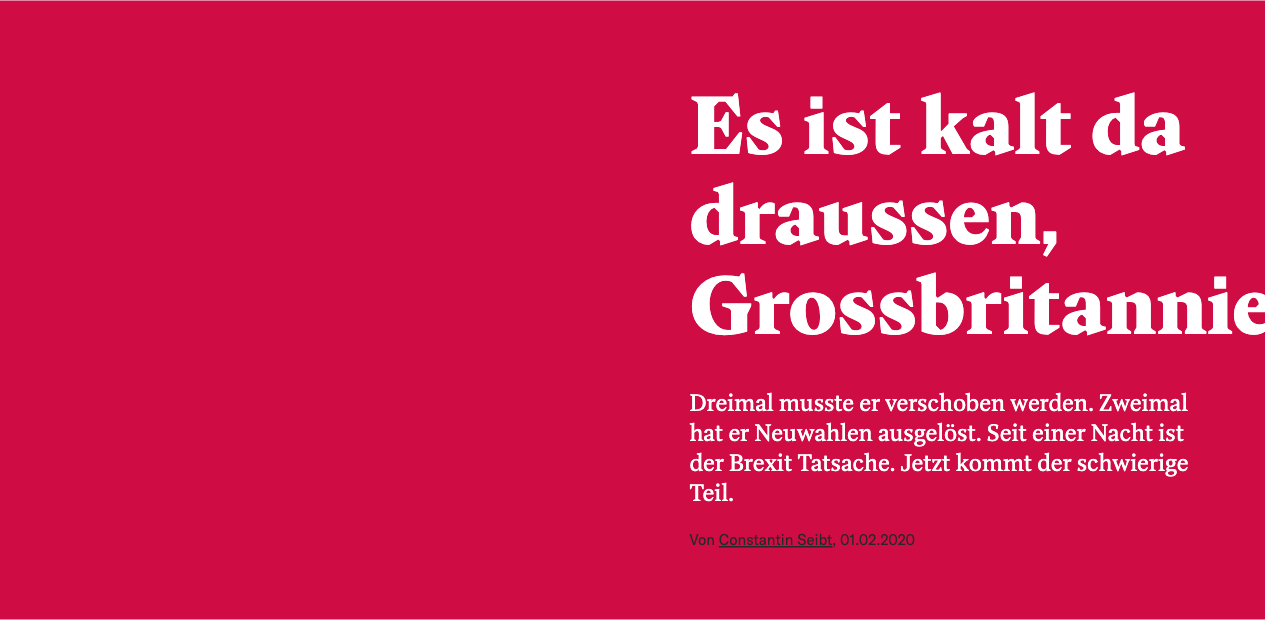 Es ist kalt da
draussen,
Grossbritannie
Dreimal musste er verschoben werden. Zweimal
hat er Neuwahlen ausgelöst. Seit einer Nacht ist
der Brexit Tatsache. Jetzt kommt der schwierige
Teil.
Von Constantin Seibt, 01.02.2020